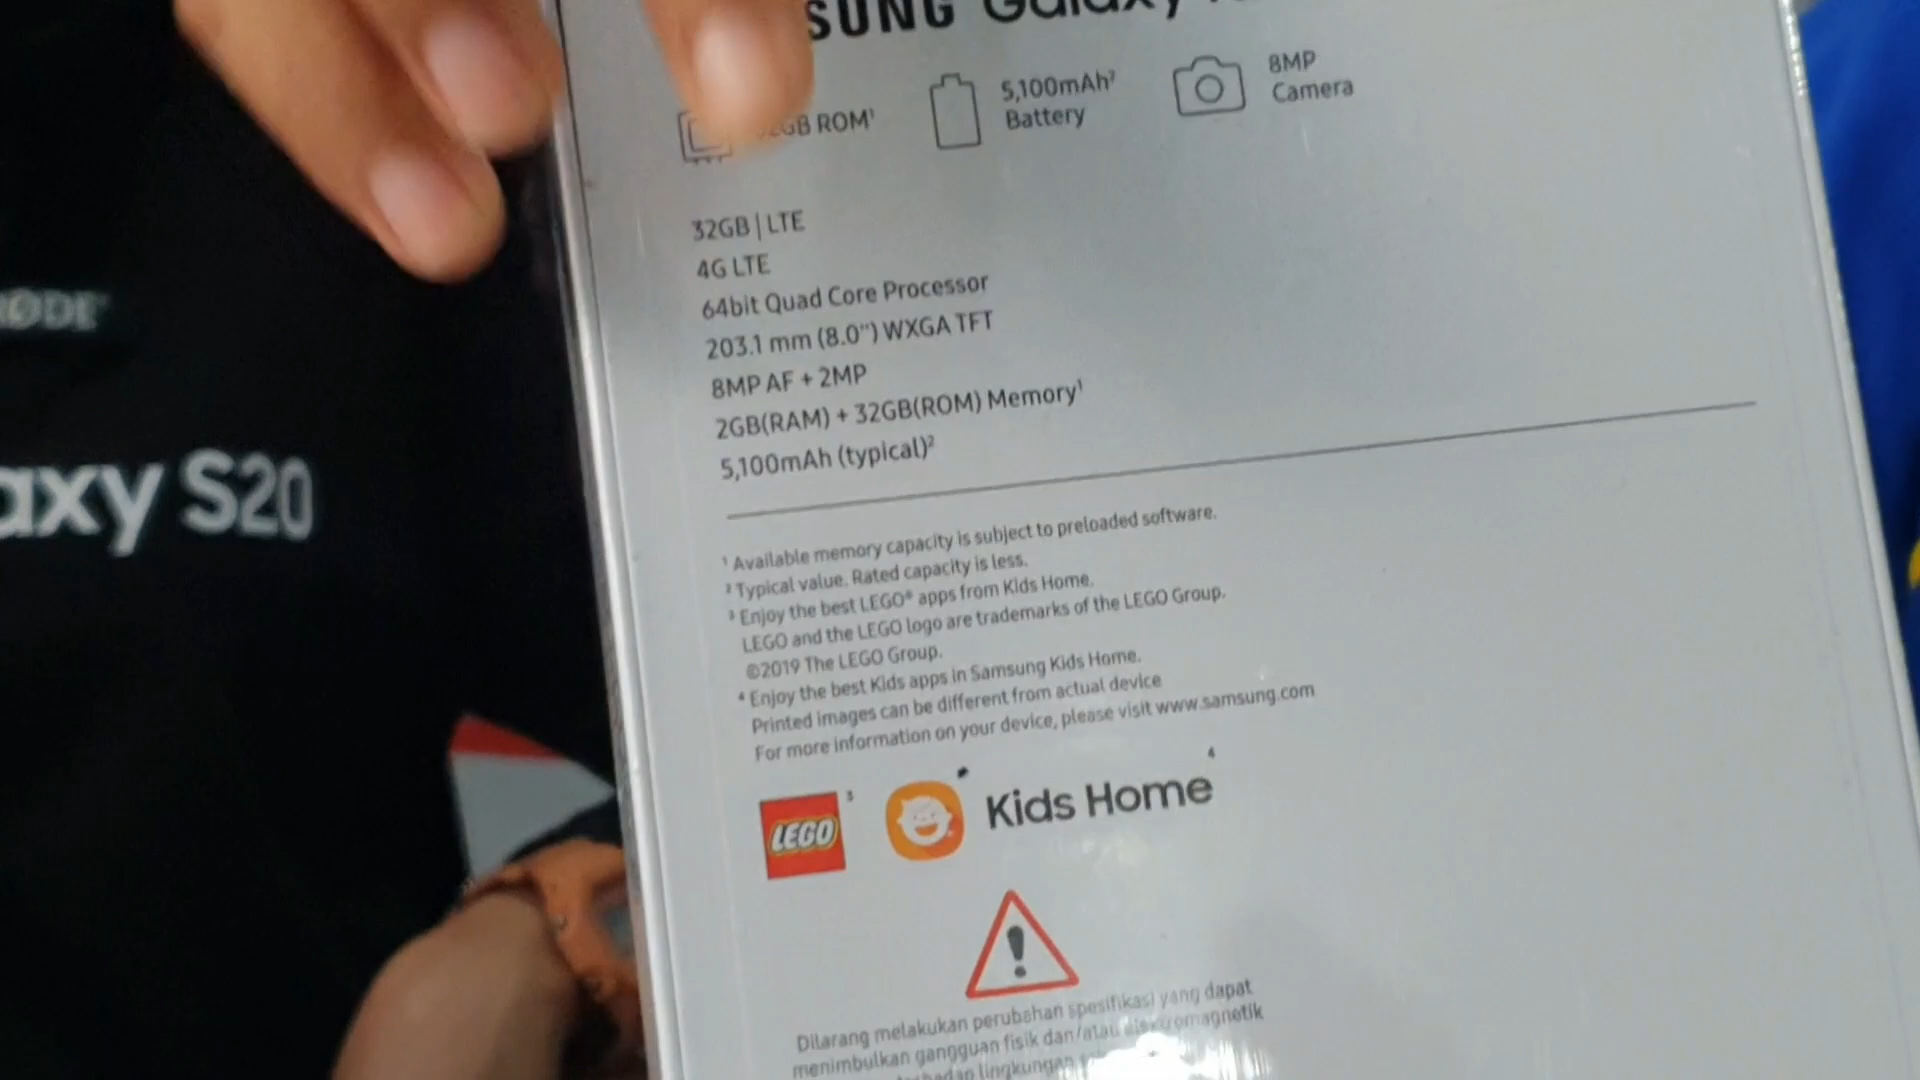 SUNG Galaxy
GB ROM¹
5,100mAh²
Battery
8MP
Camera
32GB | LTE
4G LTE
64bit Quad Core Processor
203.1 mm (8.0") WXGA TFT
8MP AF + 2MP
2GB(RAM) + 32GB(ROM) Memory¹
5,100mAh (typical)²
¹ Available memory capacity is subject to preloaded software.
² Typical value. Rated capacity is less.
³ Enjoy the best LEGO® apps from Kids Home.
LEGO and the LEGO logo are trademarks of the LEGO Group.
©2019 The LEGO Group.
⁴ Enjoy the best Kids apps in Samsung Kids Home.
Printed images can be different from actual device
For more information on your device, please visit www.samsung.com
LEGO ³
Kids Home ⁴
Dilarang melakukan perubahan spesifikasi yang dapat
menimbulkan gangguan fisik dan/atau elektromagnetik
lingkungan
axy S20